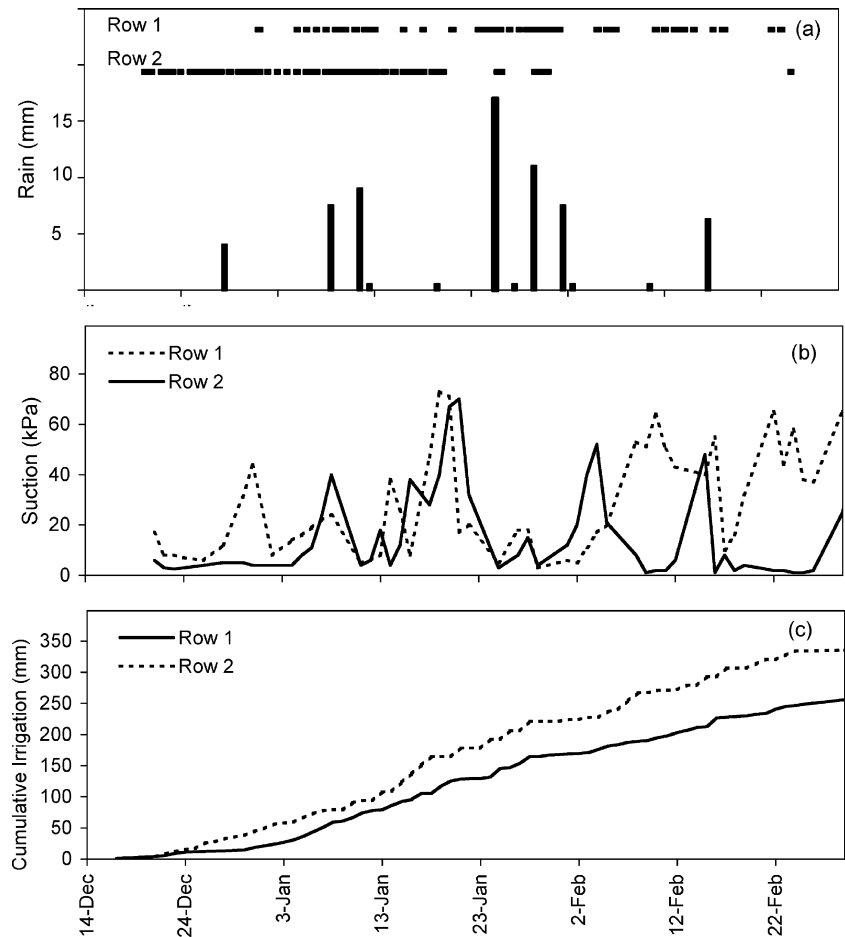 Row 1
(a)
Row 2
15
10
5
Rain (mm)
(b)
Row 1
Row 2
80
60
40
20
0
Suction (kPa)
(c)
Row 1
Row 2
350
300
250
200
150
100
50
0
Cumulative Irrigation (mm)
14-Dec
24-Dec
3-Jan
13-Jan
23-Jan
2-Feb
12-Feb
22-Feb